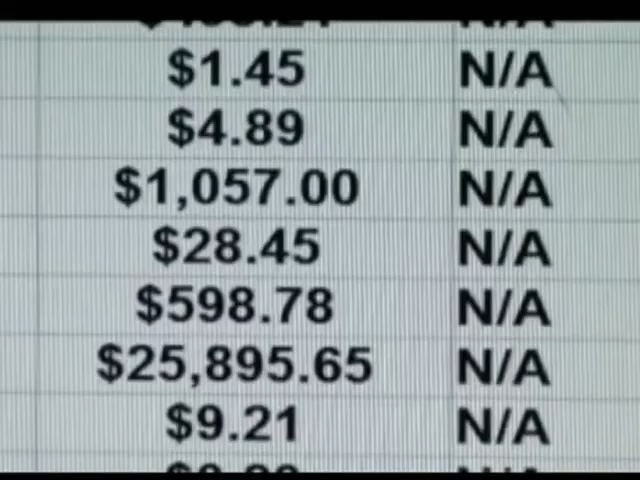 $1.45 N/A
$4.89 N/A
$1,057.00 N/A
$28.45 N/A
$598.78 N/A
$25,895.65 N/A
$9.21 N/A